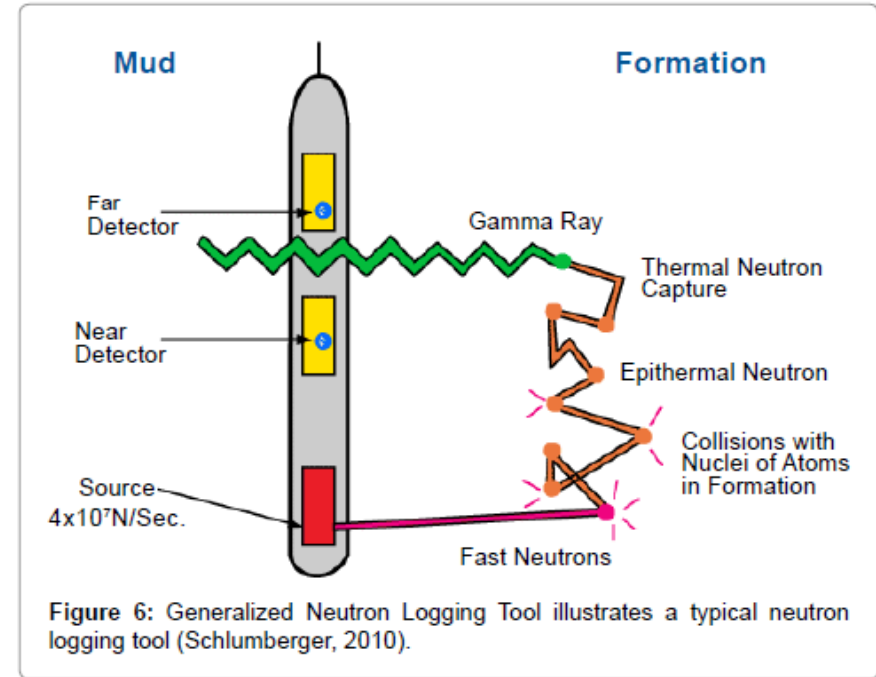 Mud
Formation
Far
Detector
Gamma Ray
Thermal Neutron
Capture
Near
Detector
Epithermal Neutron
Collisions with
Nuclei of Atoms
in Formation
Source
4x10⁷N/Sec.
Fast Neutrons
Figure 6: Generalized Neutron Logging Tool illustrates a typical neutron
logging tool (Schlumberger, 2010).